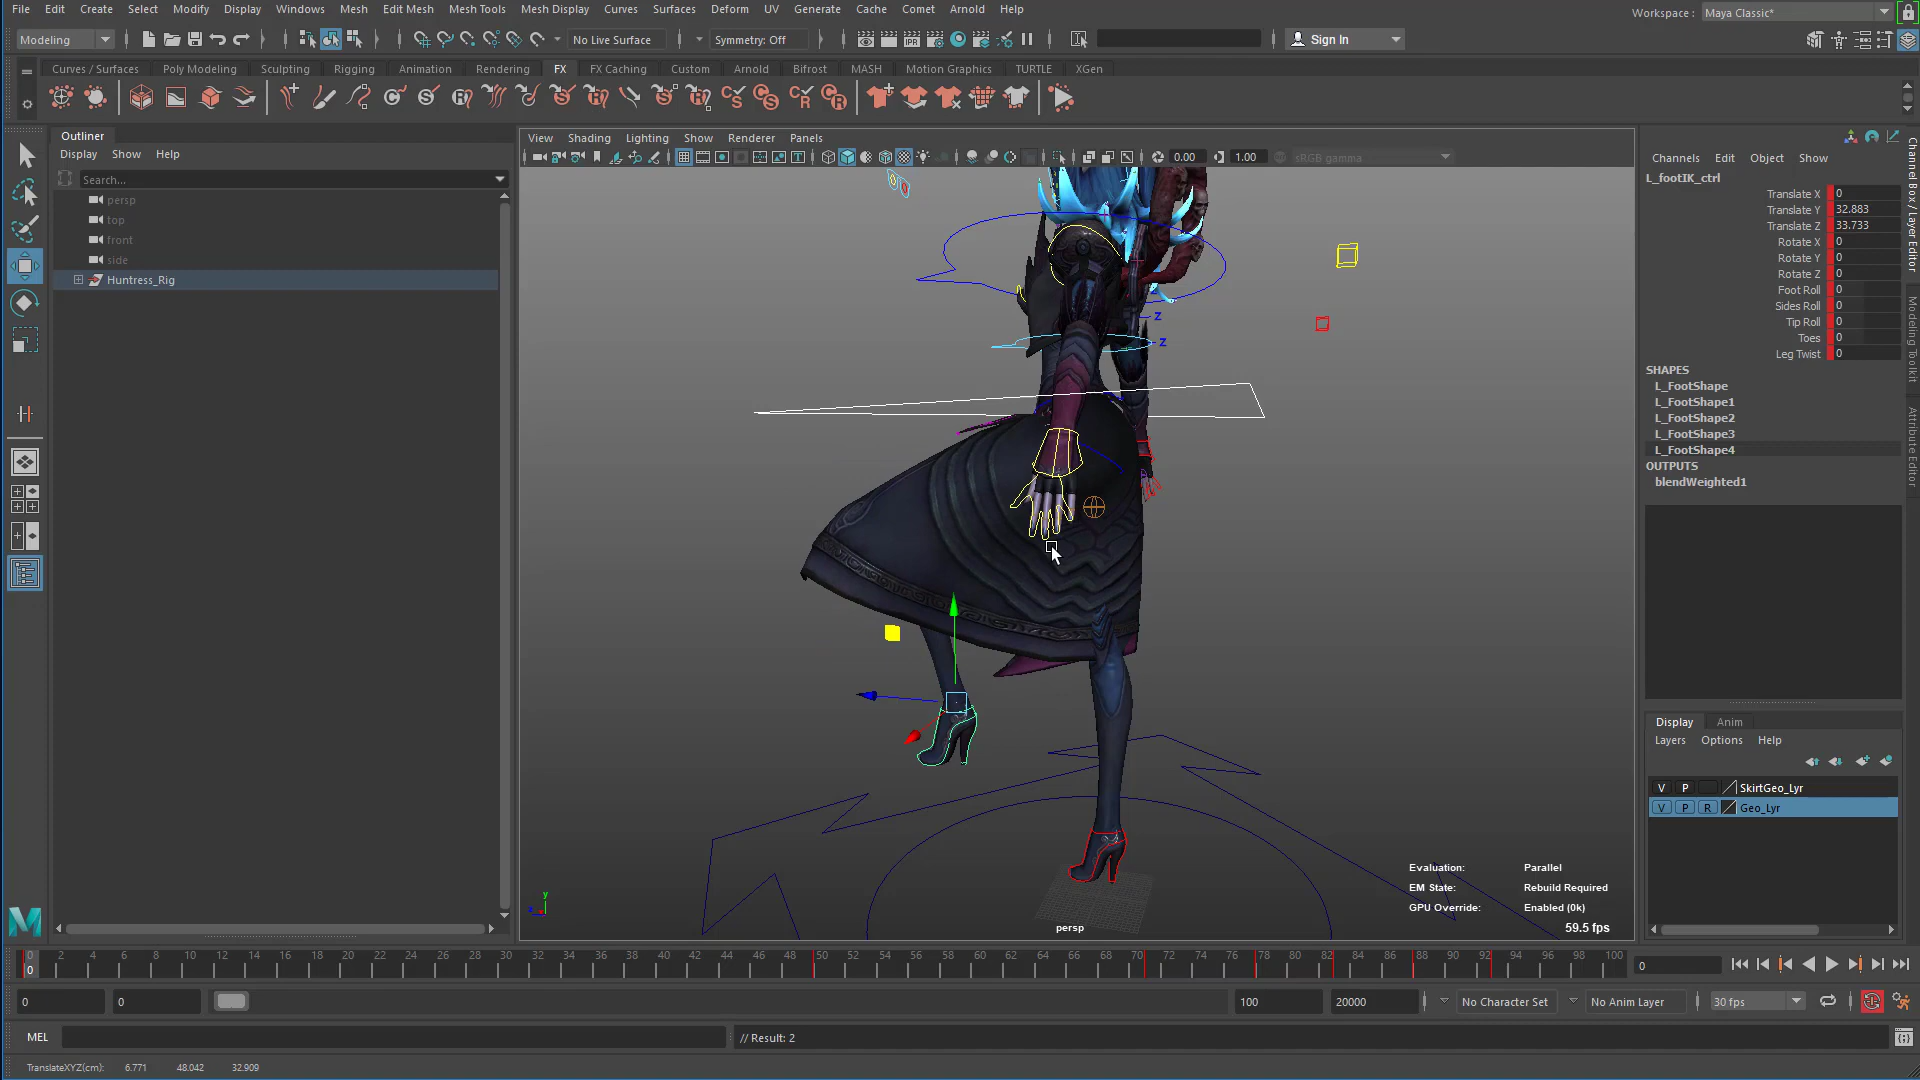 File Edit Create Select Modify Display Windows Mesh Edit Mesh Mesh Tools Mesh Display Curves Surfaces Deform UV Generate Cache Comet Arnold Help
Workspace : Maya Classic*
Modeling No Live Surface Symmetry: Off Sign In
Curves / Surfaces Poly Modeling Sculpting Rigging Animation Rendering FX FX Caching Custom Arnold Bifrost MASH Motion Graphics TURTLE XGen
Outliner
Display Show Help
Search...
persp
top
front
side
Huntress_Rig
View Shading Lighting Show Renderer Panels
0.00 1.00 sRGB gamma
Z
Z
Z
Evaluation: Parallel
EM State: Rebuild Required
GPU Override: Enabled (0k)
59.5 fps
persp
y
Channels Edit Object Show
L_footIK_ctrl
Translate X 0
Translate Y 32.883
Translate Z 33.733
Rotate X 0
Rotate Y 0
Rotate Z 0
Foot Roll 0
Sides Roll 0
Tip Roll 0
Toes 0
Leg Twist 0
SHAPES
L_FootShape
L_FootShape1
L_FootShape2
L_FootShape3
L_FootShape4
OUTPUTS
blendWeighted1
Channel Box / Layer Editor
Modeling Toolkit
Attribute Editor
Display Anim
Layers Options Help
V P SkirtGeo_Lyr
V P R Geo_Lyr
0 2 4 6 8 10 12 14 16 18 20 22 24 26 28 30 32 34 36 38 40 42 44 46 48 50 52 54 56 58 60 62 64 66 68 70 72 74 76 78 80 82 84 86 88 90 92 94 96 98 100
0
0
0 0 100 20000 No Character Set No Anim Layer 30 fps
MEL // Result: 2
TranslateXYZ(cm): 6.771 48.042 32.909